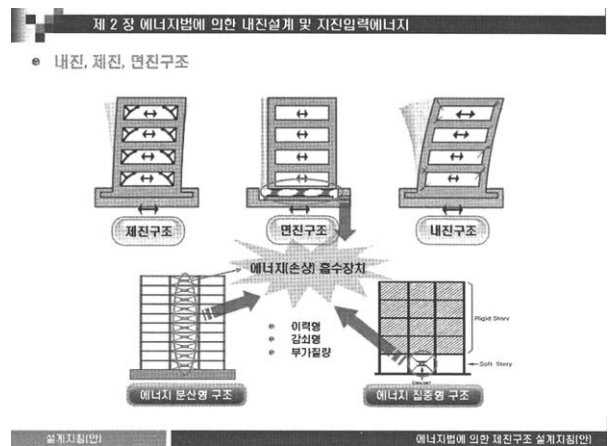 제 2 장 에너지법에 의한 내진설계 및 지진입력에너지
내진, 제진, 면진구조
제진구조
면진구조
내진구조
에너지(손상) 흡수장치
이력형
감쇠형
부가질량
Rigid Story
Soft Story
Damper
에너지 분산형 구조
에너지 집중형 구조
설계지침(안)
에너지법에 의한 제진구조 설계지침(안)